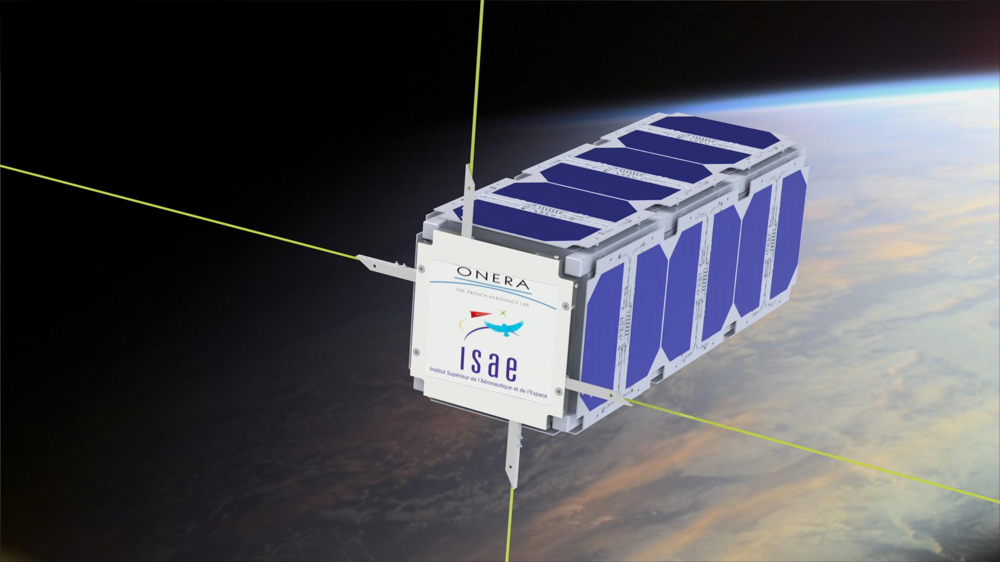 ONERA
THE FRENCH AEROSPACE LAB
isae
Institut Supérieur de l'Aéronautique et de l'Espace